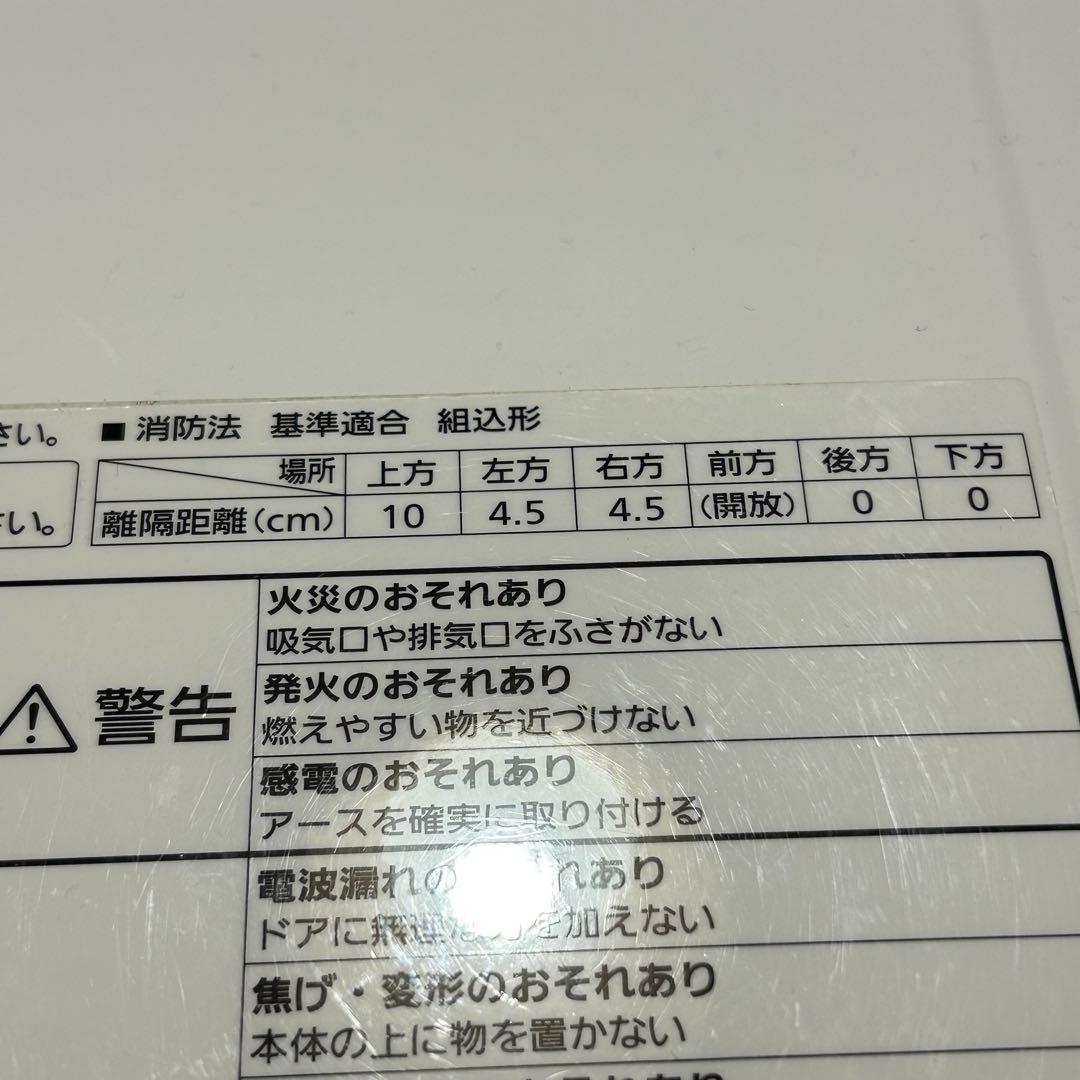 さい。
さい。
■ 消防法 基準適合 組込形
場所 上方 左方 右方 前方 後方 下方
離隔距離(cm) 10 4.5 4.5 (開放) 0 0
警告
火災のおそれあり
吸気口や排気口をふさがない
発火のおそれあり
燃えやすい物を近づけない
感電のおそれあり
アースを確実に取り付ける
電波漏れのおそれあり
ドアに無理な力を加えない
焦げ・変形のおそれあり
本体の上に物を置かない